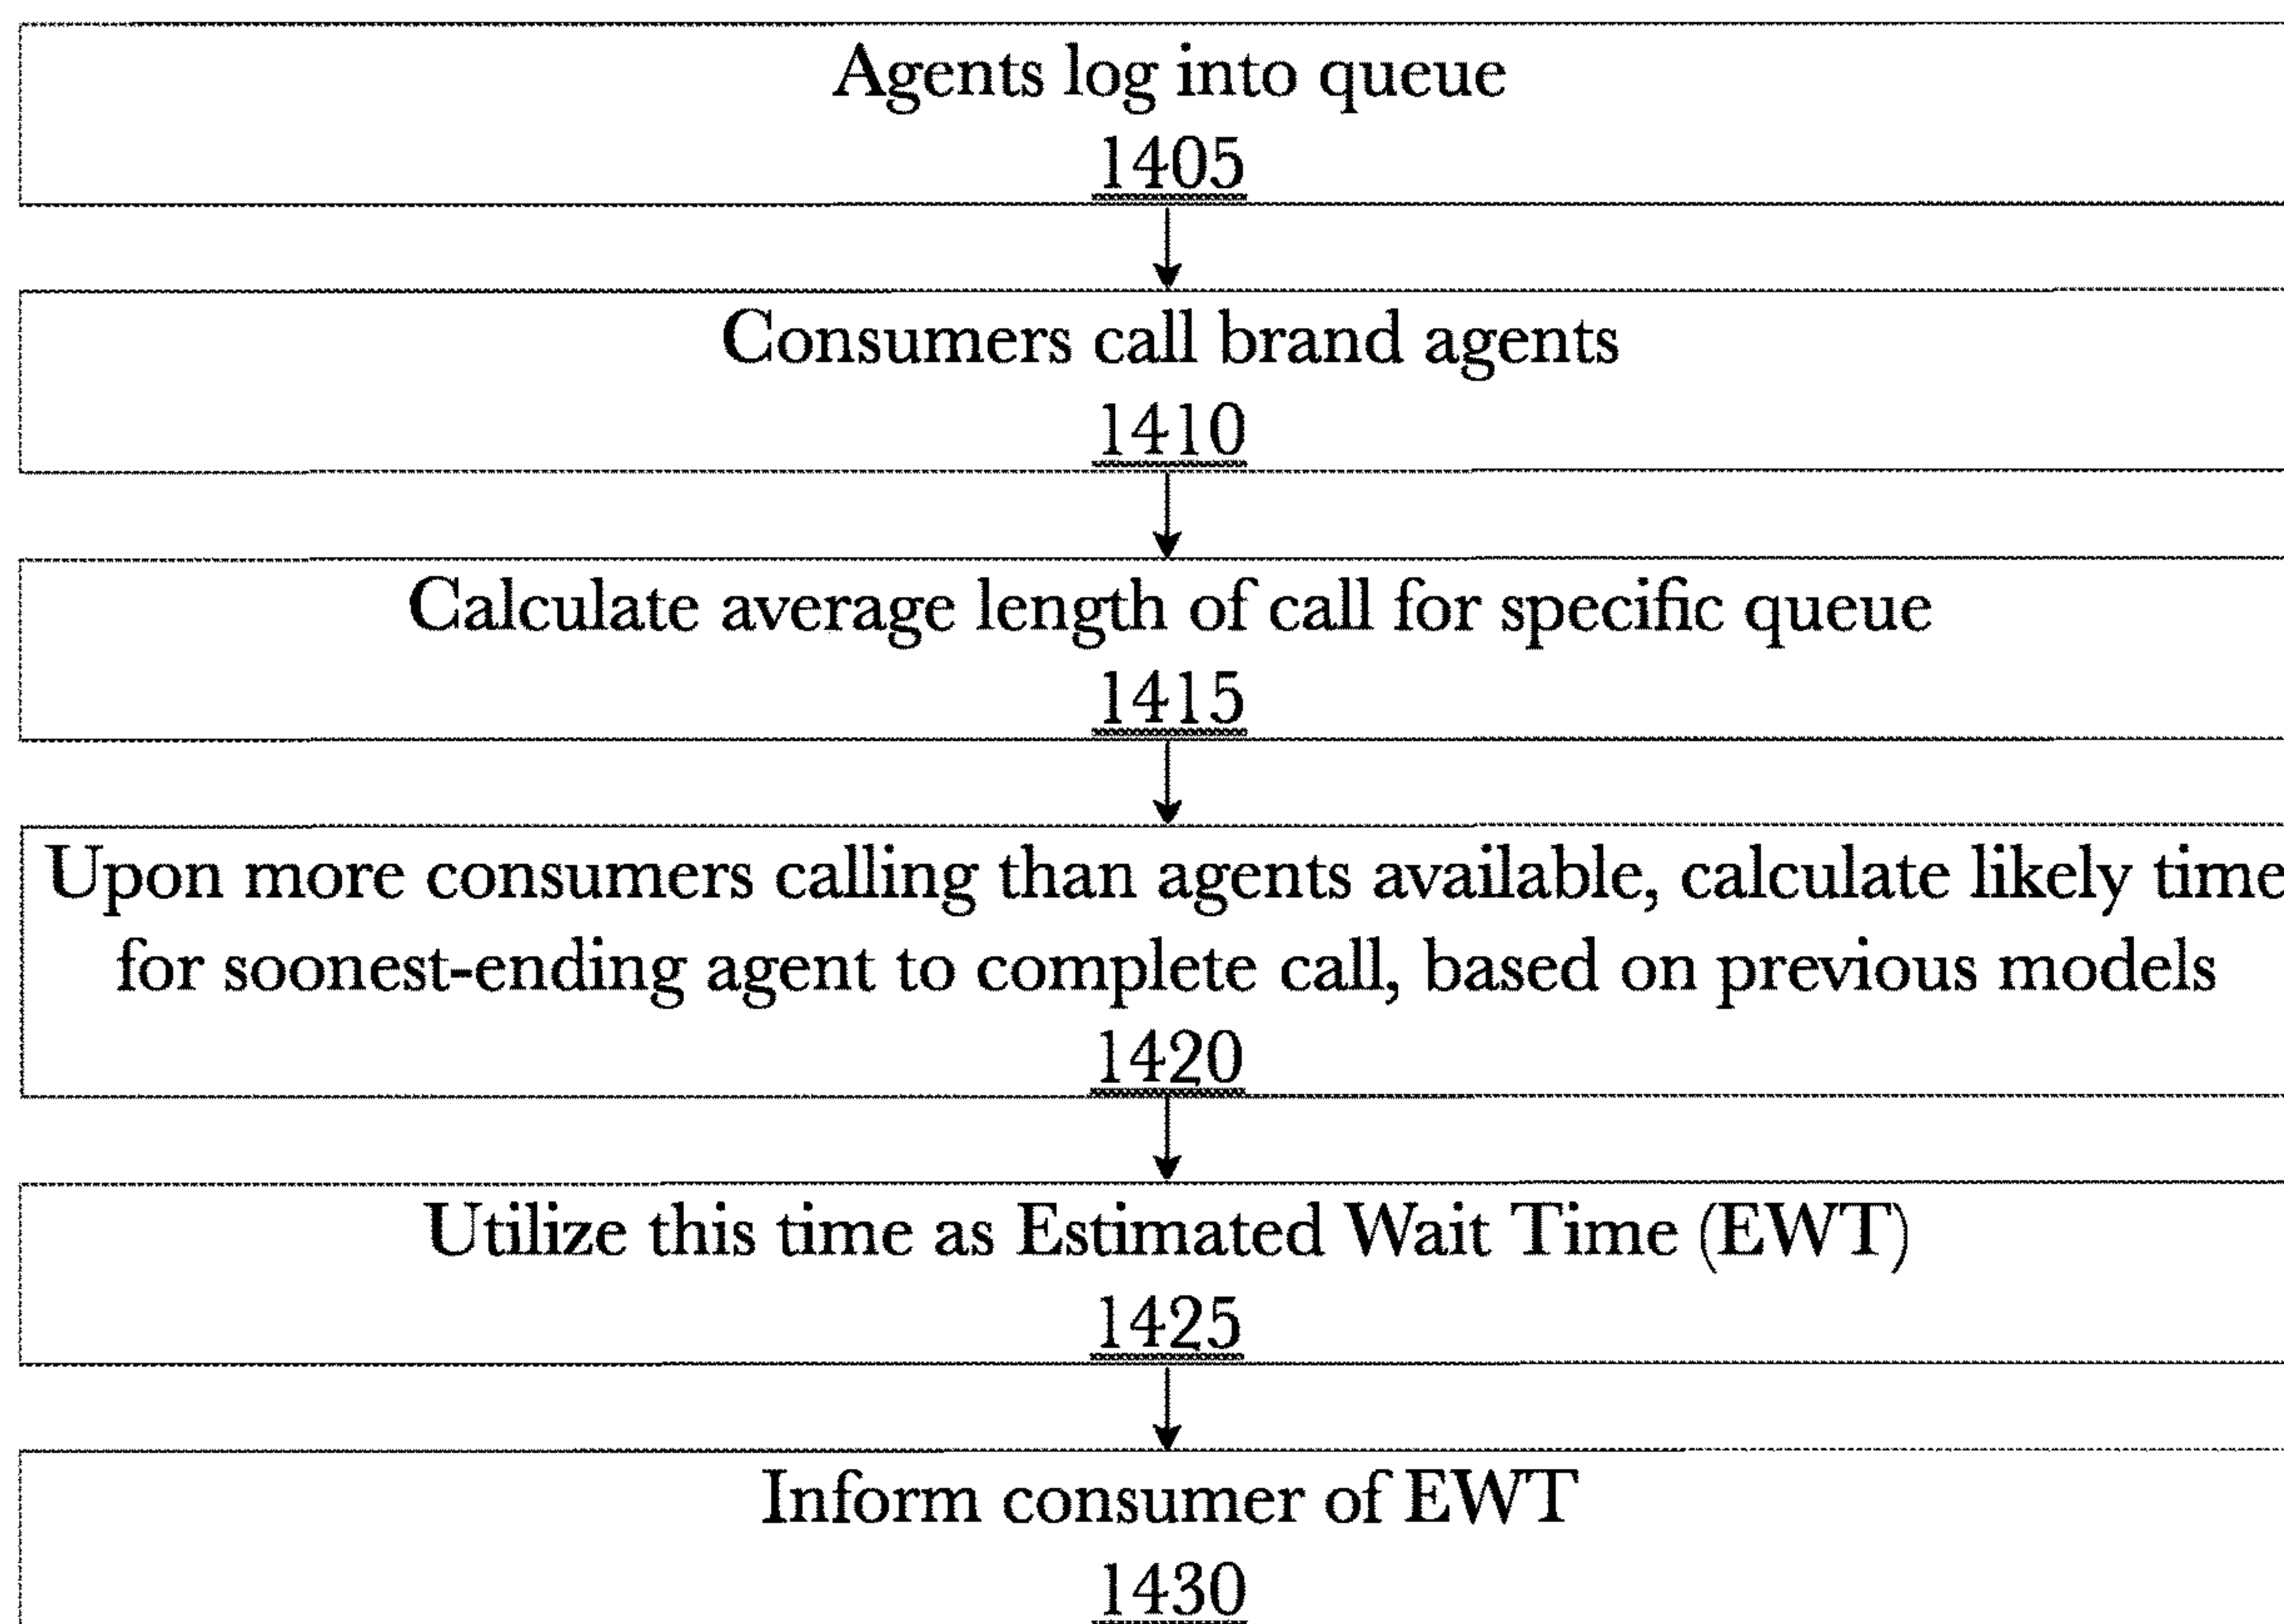 Agents log into queue
1405
Consumers call brand agents
1410
Calculate average length of call for specific queue
1415
Upon more consumers calling than agents available, calculate likely time
for soonest-ending agent to complete call, based on previous models
1420
Utilize this time as Estimated Wait Time (EWT)
1425
Inform consumer of EWT
1430